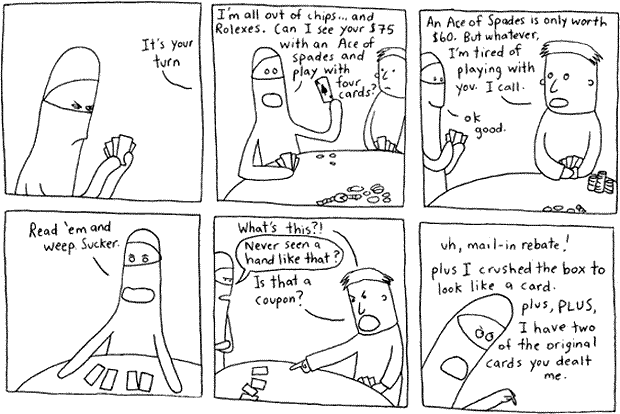 It's your
turn
I'm all out of chips... and
Rolexes. Can I see your $75
with an Ace of
spades and
play with
four
cards?
An Ace of Spades is only worth
$60. But whatever,
I'm tired of
playing with
you. I call.
ok
good.
Read 'em and
weep. Sucker.
What's this?!
Never seen a
hand like that?
Is that a
coupon?
uh, mail-in rebate!
plus I crushed the box to
look like a card.
plus, PLUS,
I have two
of the original
cards you dealt
me.